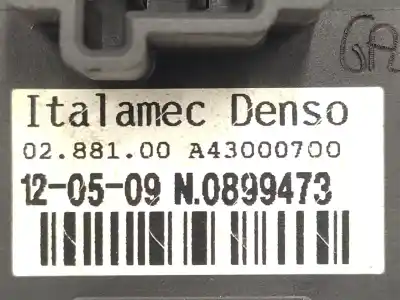 Italamec Denso
02.881.00 A43000700
12-05-09 N.0899473